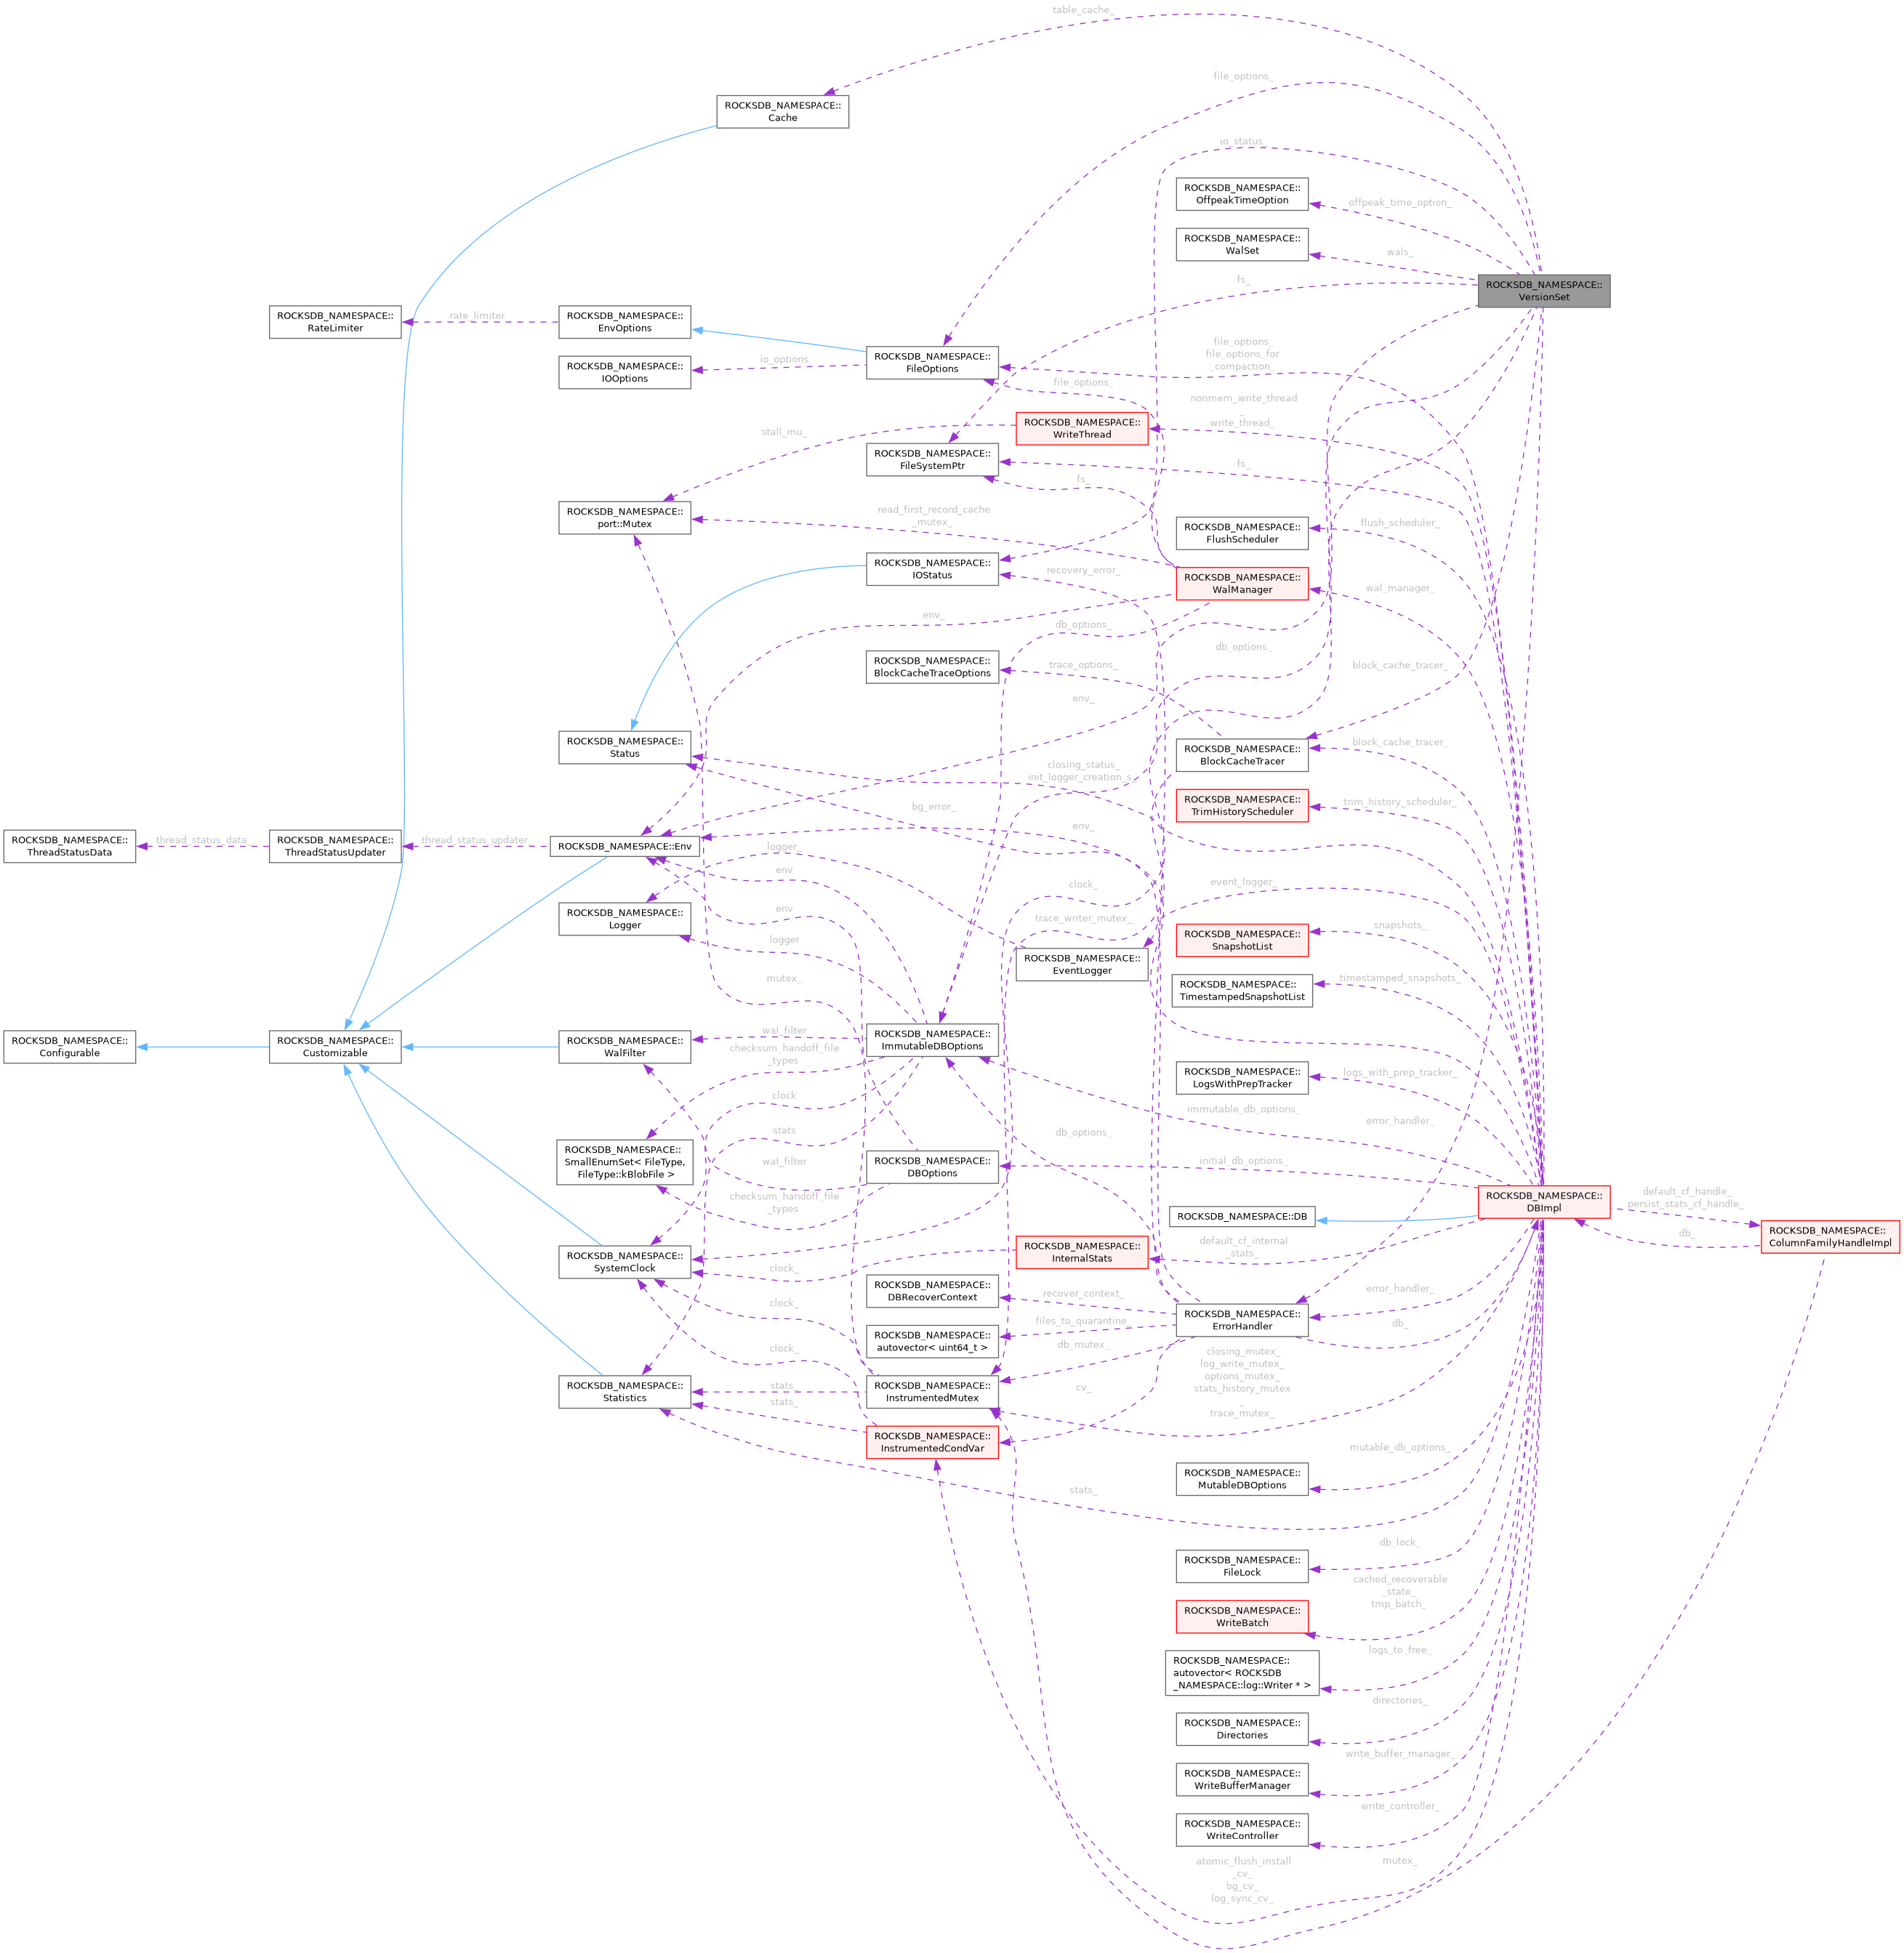 table_cache_
file_options_
ROCKSDB_NAMESPACE::
Cache
io_status_
ROCKSDB_NAMESPACE::
OffpeakTimeOption
offpeak_time_option_
ROCKSDB_NAMESPACE::
WalSet
wals_
fs_
ROCKSDB_NAMESPACE::
VersionSet
ROCKSDB_NAMESPACE::
RateLimiter
rate_limiter
ROCKSDB_NAMESPACE::
EnvOptions
ROCKSDB_NAMESPACE::
IOOptions
io_options
ROCKSDB_NAMESPACE::
FileOptions
file_options_
file_options_
file_options_for
_compaction_
ROCKSDB_NAMESPACE::
WriteThread
nonmem_write_thread
_
write_thread_
stall_mu_
ROCKSDB_NAMESPACE::
FileSystemPtr
fs_
fs_
ROCKSDB_NAMESPACE::
port::Mutex
read_first_record_cache
_mutex_
ROCKSDB_NAMESPACE::
FlushScheduler
flush_scheduler_
ROCKSDB_NAMESPACE::
IOStatus
recovery_error_
ROCKSDB_NAMESPACE::
WalManager
wal_manager_
env_
db_options_
db_options_
ROCKSDB_NAMESPACE::
BlockCacheTraceOptions
trace_options_
block_cache_tracer_
env_
ROCKSDB_NAMESPACE::
Status
ROCKSDB_NAMESPACE::
BlockCacheTracer
block_cache_tracer_
closing_status_
init_logger_creation_s_
bg_error_
ROCKSDB_NAMESPACE::
TrimHistoryScheduler
trim_history_scheduler_
ROCKSDB_NAMESPACE::
ThreadStatusData
thread_status_data_
ROCKSDB_NAMESPACE::
ThreadStatusUpdater
thread_status_updater_
ROCKSDB_NAMESPACE::Env
env_
logger_
env
clock_
event_logger_
ROCKSDB_NAMESPACE::
Logger
env
trace_writer_mutex_
ROCKSDB_NAMESPACE::
SnapshotList
snapshots_
logger
ROCKSDB_NAMESPACE::
EventLogger
mutex_
ROCKSDB_NAMESPACE::
TimestampedSnapshotList
timestamped_snapshots_
ROCKSDB_NAMESPACE::
Configurable
ROCKSDB_NAMESPACE::
Customizable
ROCKSDB_NAMESPACE::
WalFilter
wal_filter
checksum_handoff_file
_types
ROCKSDB_NAMESPACE::
ImmutableDBOptions
ROCKSDB_NAMESPACE::
LogsWithPrepTracker
logs_with_prep_tracker_
clock
stats
immutable_db_options_
db_options_
error_handler_
ROCKSDB_NAMESPACE::
SmallEnumSet< FileType,
FileType::kBlobFile >
wal_filter
ROCKSDB_NAMESPACE::
DBOptions
initial_db_options_
checksum_handoff_file
_types
ROCKSDB_NAMESPACE::DB
ROCKSDB_NAMESPACE::
DBImpl
default_cf_handle_
persist_stats_cf_handle_
db_
ROCKSDB_NAMESPACE::
ColumnFamilyHandleImpl
ROCKSDB_NAMESPACE::
SystemClock
clock_
ROCKSDB_NAMESPACE::
InternalStats
default_cf_internal
_stats_
ROCKSDB_NAMESPACE::
DBRecoverContext
recover_context_
clock_
ROCKSDB_NAMESPACE::
ErrorHandler
error_handler_
db_
ROCKSDB_NAMESPACE::
autovector< uint64_t >
files_to_quarantine_
db_mutex_
clock_
closing_mutex_
log_write_mutex_
options_mutex_
stats_history_mutex
_
trace_mutex_
ROCKSDB_NAMESPACE::
Statistics
stats_
stats_
ROCKSDB_NAMESPACE::
InstrumentedMutex
cv_
ROCKSDB_NAMESPACE::
InstrumentedCondVar
ROCKSDB_NAMESPACE::
MutableDBOptions
mutable_db_options_
stats_
ROCKSDB_NAMESPACE::
FileLock
db_lock_
ROCKSDB_NAMESPACE::
WriteBatch
cached_recoverable
_state_
tmp_batch_
ROCKSDB_NAMESPACE::
autovector< ROCKSDB
_NAMESPACE::log::Writer * >
logs_to_free_
ROCKSDB_NAMESPACE::
Directories
directories_
ROCKSDB_NAMESPACE::
WriteBufferManager
write_buffer_manager_
ROCKSDB_NAMESPACE::
WriteController
write_controller_
atomic_flush_install
_cv_
bg_cv_
log_sync_cv_
mutex_